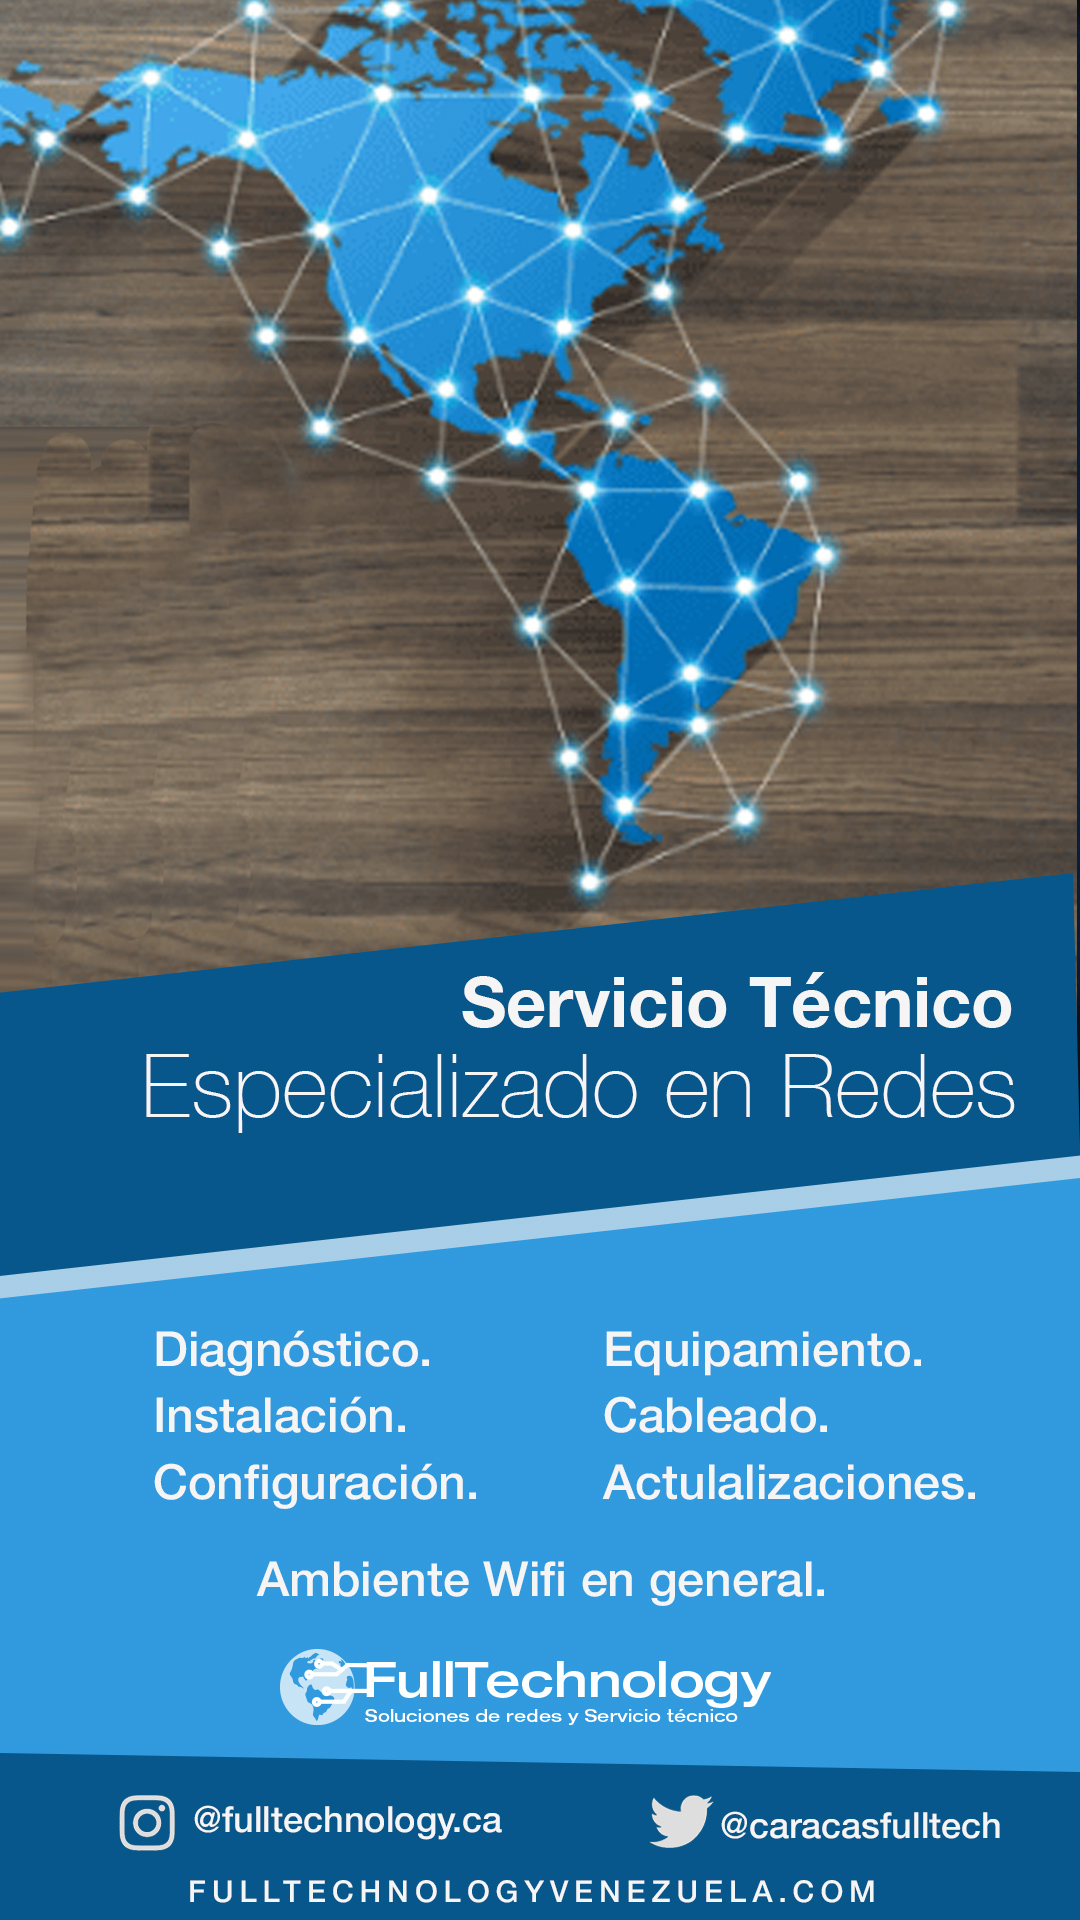 Servicio Técnico
Especializado en Redes
Diagnóstico.
Instalación.
Configuración.
Equipamiento.
Cableado.
Actulalizaciones.
Ambiente Wifi en general.
FullTechnology
Soluciones de redes y Servicio técnico
@fulltechnology.ca
@caracasfulltech
FULLTECHNOLOGYVENEZUELA.COM